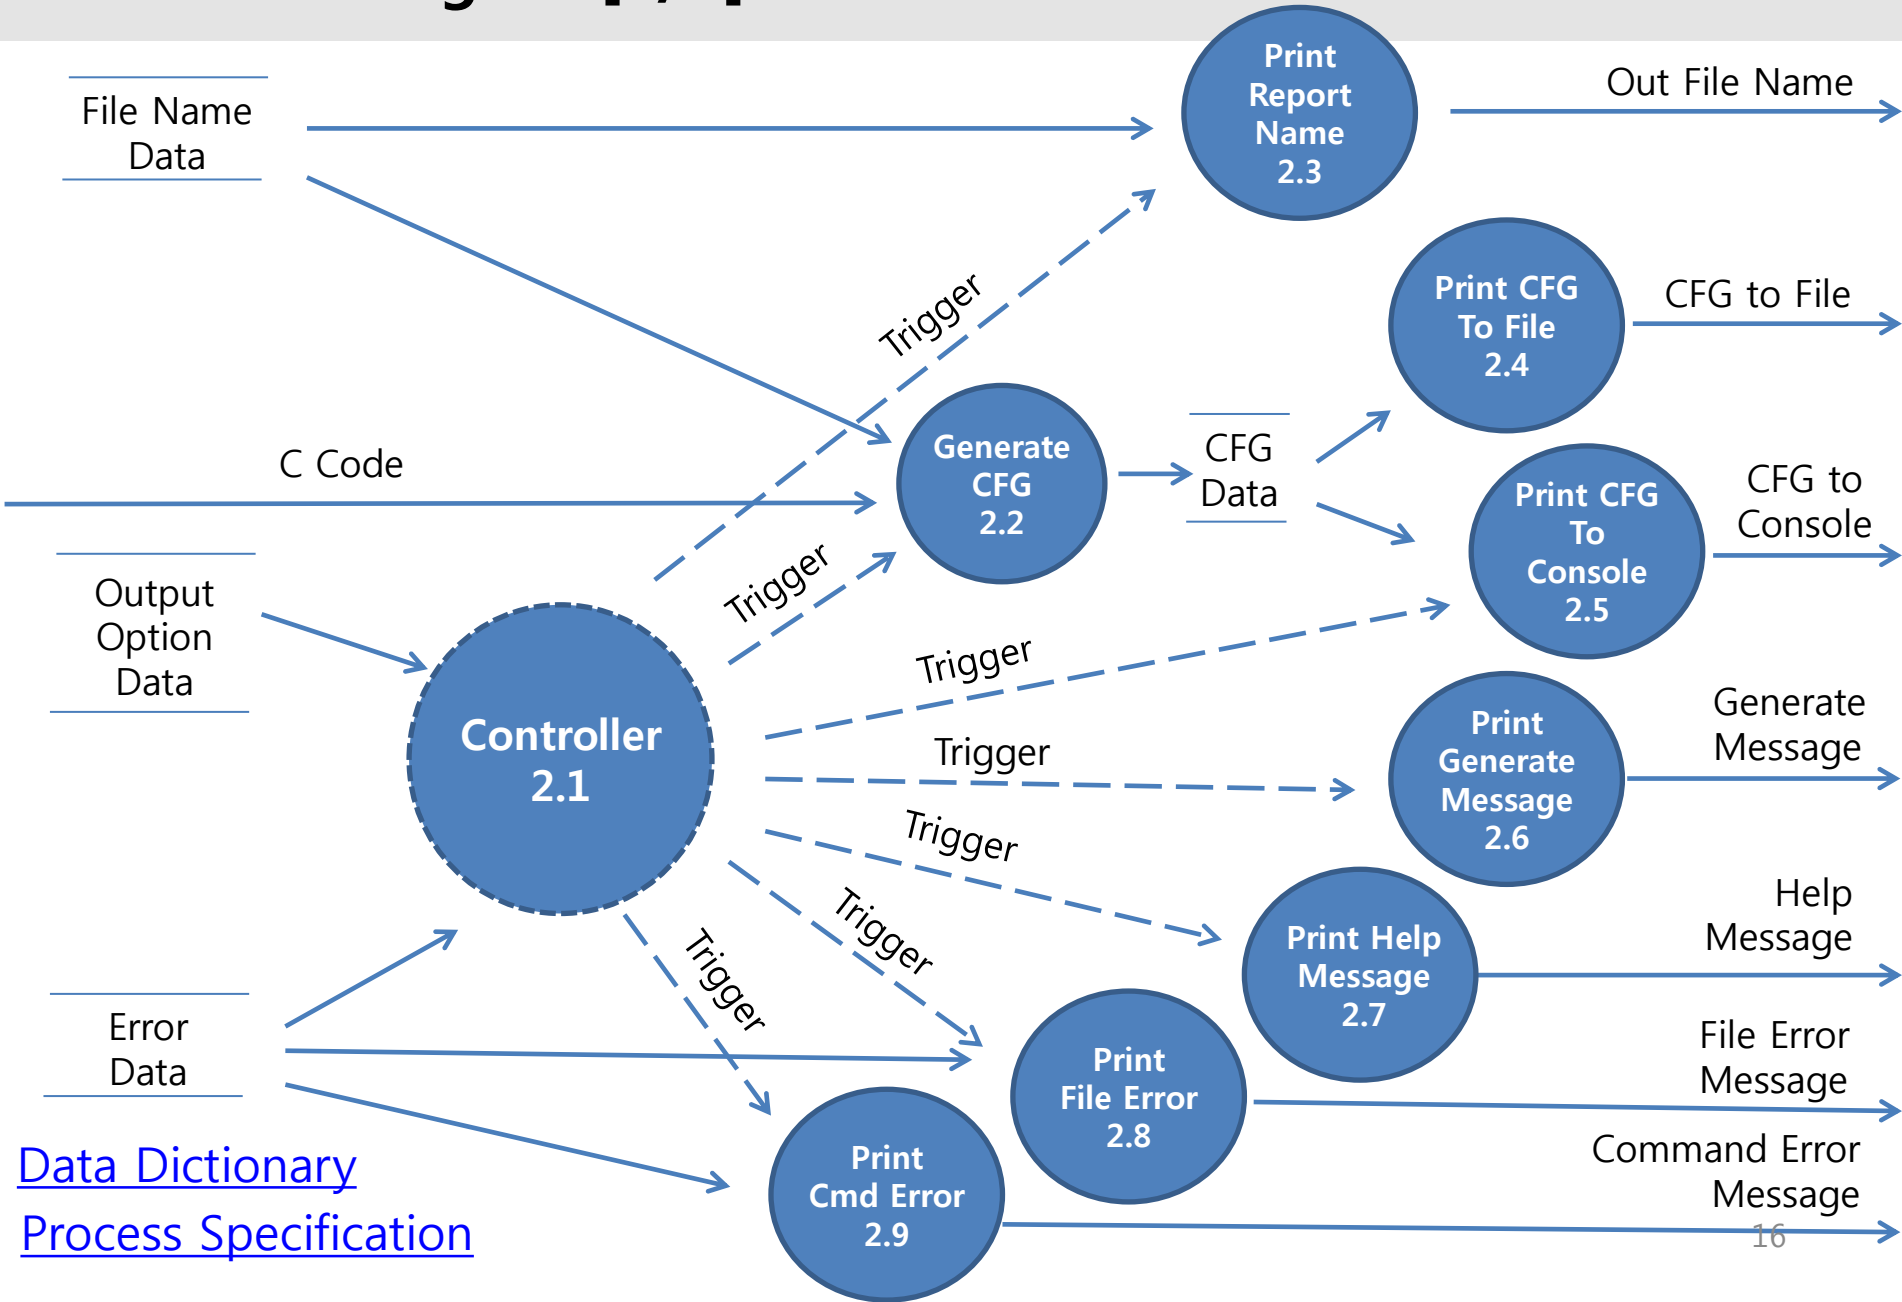 File Name
Data
Print
Report
Name
2.3
Out File Name
Trigger
Print CFG
To File
2.4
CFG to File
C Code
Generate
CFG
2.2
CFG
Data
Print CFG
To
Console
2.5
CFG to
Console
Output
Option
Data
Trigger
Controller
2.1
Trigger
Trigger
Print
Generate
Message
2.6
Generate
Message
Trigger
Print Help
Message
2.7
Help
Message
Trigger
Trigger
Error
Data
Print
File Error
2.8
File Error
Message
Print
Cmd Error
2.9
Command Error
Message
Data Dictionary
Process Specification
16